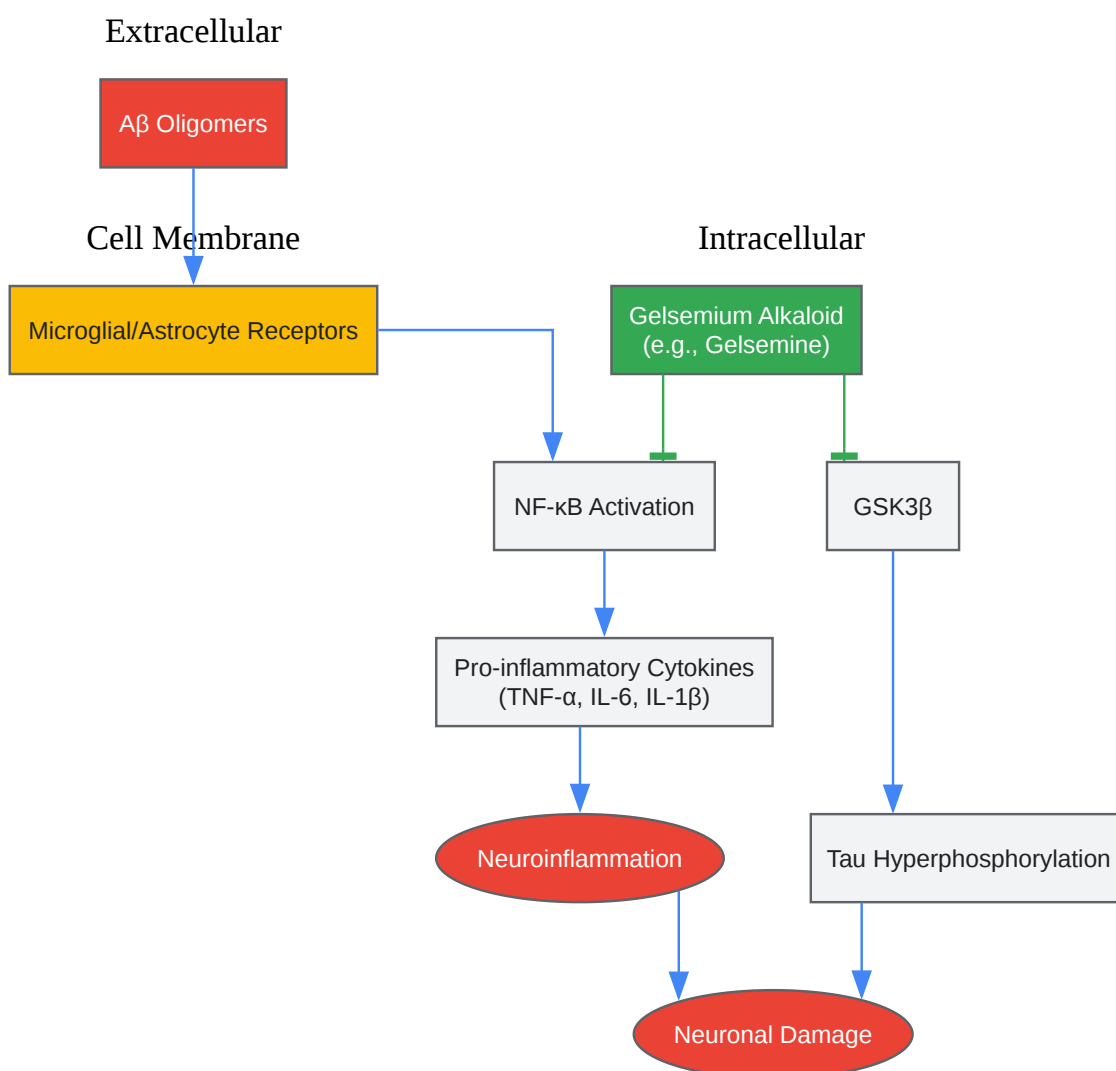 Extracellular
Aβ Oligomers
Cell Membrane
Intracellular
Microglial/Astrocyte Receptors
Gelsemium Alkaloid
(e.g., Gelsemine)
NF-κB Activation
GSK3β
Pro-inflammatory Cytokines
(TNF-α, IL-6, IL-1β)
Neuroinflammation
Tau Hyperphosphorylation
Neuronal Damage